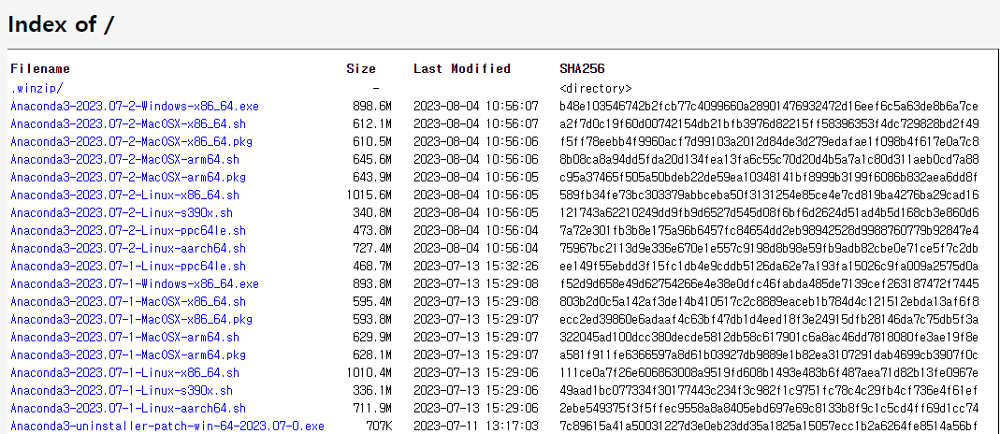 Index of /
Filename Size Last Modified SHA256
.winzip/ - <directory>
Anaconda3-2023.07-2-Windows-x86_64.exe 898.6M 2023-08-04 10:56:07 b48e103546742b2fcb77c4099660a28901476932472d16eef6c5a63de8b6a7ce
Anaconda3-2023.07-2-MacOSX-x86_64.sh 612.1M 2023-08-04 10:56:07 a2f7d0c19f60d00742154db21bfb3976d82215ff58396353f4dc729828bd2f49
Anaconda3-2023.07-2-MacOSX-x86_64.pkg 610.5M 2023-08-04 10:56:06 f5ff78eebb4f9960acf7d99103a2012d84de3d279edafae1f098b4f617e0a7c8
Anaconda3-2023.07-2-MacOSX-arm64.sh 645.6M 2023-08-04 10:56:06 8b08ca8a94dd5fda20d134fea13fa6c55c70d20d4b5a7a1c80d311aeb0cd7a88
Anaconda3-2023.07-2-MacOSX-arm64.pkg 643.9M 2023-08-04 10:56:05 c95a37465f505a50bdeb22de59ea10348141bf8999b3199f6086b832aea6dd8f
Anaconda3-2023.07-2-Linux-x86_64.sh 1015.6M 2023-08-04 10:56:05 589fb34fe73bc303379abbceba50f3131254e85ce4e7cd819ba4276ba29cad16
Anaconda3-2023.07-2-Linux-s390x.sh 340.8M 2023-08-04 10:56:05 121743a62210249dd9fb9d6527d545d08f6bf6d2624d51ad4b5d168cb3e860d6
Anaconda3-2023.07-2-Linux-ppc64le.sh 473.8M 2023-08-04 10:56:04 7a72e301fb3b8e175a96b6457fc84654dd2eb98942528d9988760779b92847e4
Anaconda3-2023.07-2-Linux-aarch64.sh 727.4M 2023-08-04 10:56:04 75967bc2113d9e336e670e1e557c9198d8b98e59fb9adb82cbe0e71ce5f7c2db
Anaconda3-2023.07-1-Linux-ppc64le.sh 468.7M 2023-07-13 15:32:26 ee149f55ebdd3f15fc1db4e9cddb5126da62e7a193fa15026c9fa009a2575d0a
Anaconda3-2023.07-1-Windows-x86_64.exe 893.8M 2023-07-13 15:29:08 f52d9d658e49d62754266e4e38e0dfc46fabda485de7139cef263187472f7445
Anaconda3-2023.07-1-MacOSX-x86_64.sh 595.4M 2023-07-13 15:29:08 803b2d0c5a142af3de14b410517c2c8889eaceb1b784d4c121512ebda13af6f8
Anaconda3-2023.07-1-MacOSX-x86_64.pkg 593.8M 2023-07-13 15:29:07 ecc2ed39860e6adaaf4c63bf47db1d4eed18f3e24915dfb28146da7c75db5f3a
Anaconda3-2023.07-1-MacOSX-arm64.sh 629.9M 2023-07-13 15:29:07 322045ad100dcc380decde5812db58c617901c6a8ac46dd7818080fe3ae19f8e
Anaconda3-2023.07-1-MacOSX-arm64.pkg 628.1M 2023-07-13 15:29:07 a581f911fe6366597a8d61b03927db9889e1b82ea3107291dab4699cb3907f0c
Anaconda3-2023.07-1-Linux-x86_64.sh 1010.4M 2023-07-13 15:29:06 111ce0a7f26e606863008a9519fd608b1493e483b6f487aea71d82b13fe0967e
Anaconda3-2023.07-1-Linux-s390x.sh 336.1M 2023-07-13 15:29:06 49aad1bc077334f30177443c234f3c982f1c9751fc78c4c29fb4cf736e4f61ef
Anaconda3-2023.07-1-Linux-aarch64.sh 711.9M 2023-07-13 15:29:06 2ebe549375f3f5ffec9558a8a8405ebd697e69c8133b8f9c1c5cd4ff69d1cc74
Anaconda3-uninstaller-patch-win-64-2023.07-0.exe 707K 2023-07-11 13:17:03 7c89615a41a50031227d3e0eb23dd35a1825a15057ecc1b2a6264fe8514a56bf